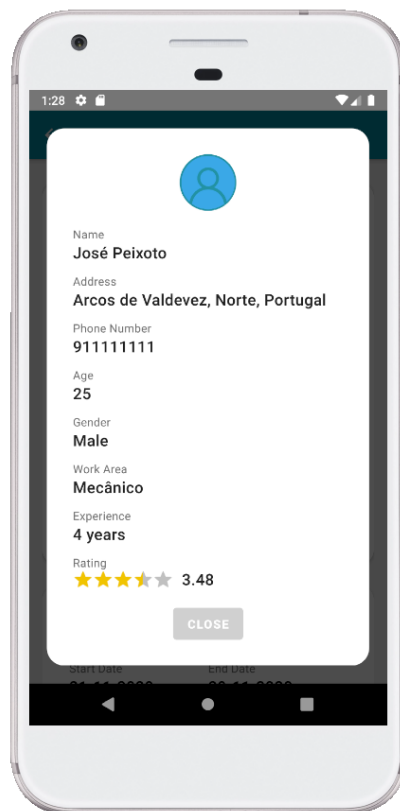 1:28
Name
José Peixoto
Address
Arcos de Valdevez, Norte, Portugal
Phone Number
911111111
Age
25
Gender
Male
Work Area
Mecânico
Experience
4 years
Rating
3.48
CLOSE
Start Date End Date